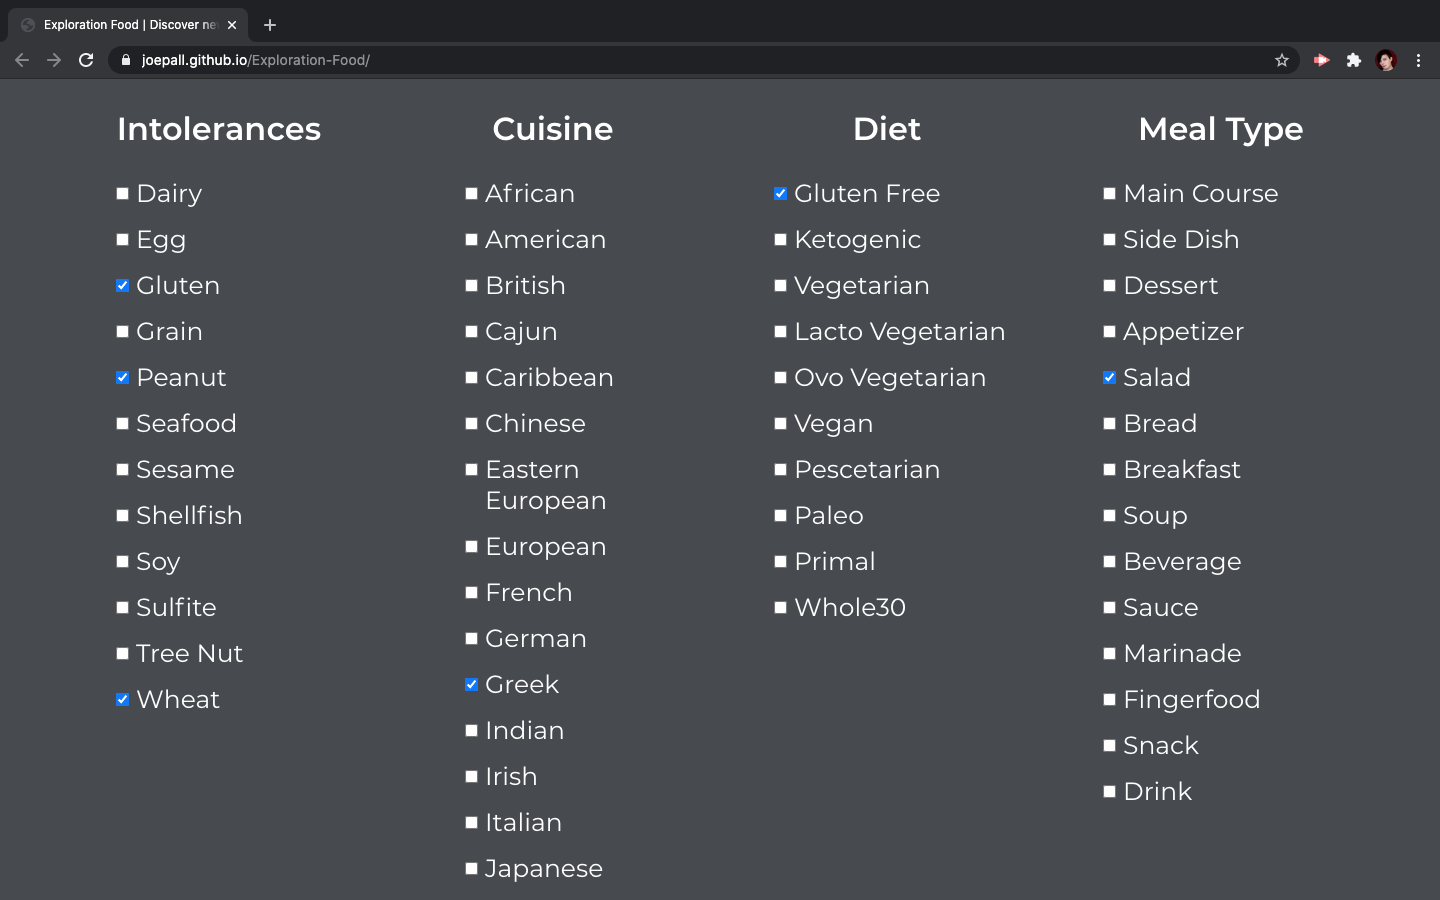 Exploration Food | Discover ne
joepall.github.io/Exploration-Food/
Intolerances
Dairy
Egg
Gluten
Grain
Peanut
Seafood
Sesame
Shellfish
Soy
Sulfite
Tree Nut
Wheat
Cuisine
African
American
British
Cajun
Caribbean
Chinese
Eastern
European
European
French
German
Greek
Indian
Irish
Italian
Japanese
Diet
Gluten Free
Ketogenic
Vegetarian
Lacto Vegetarian
Ovo Vegetarian
Vegan
Pescetarian
Paleo
Primal
Whole30
Meal Type
Main Course
Side Dish
Dessert
Appetizer
Salad
Bread
Breakfast
Soup
Beverage
Sauce
Marinade
Fingerfood
Snack
Drink